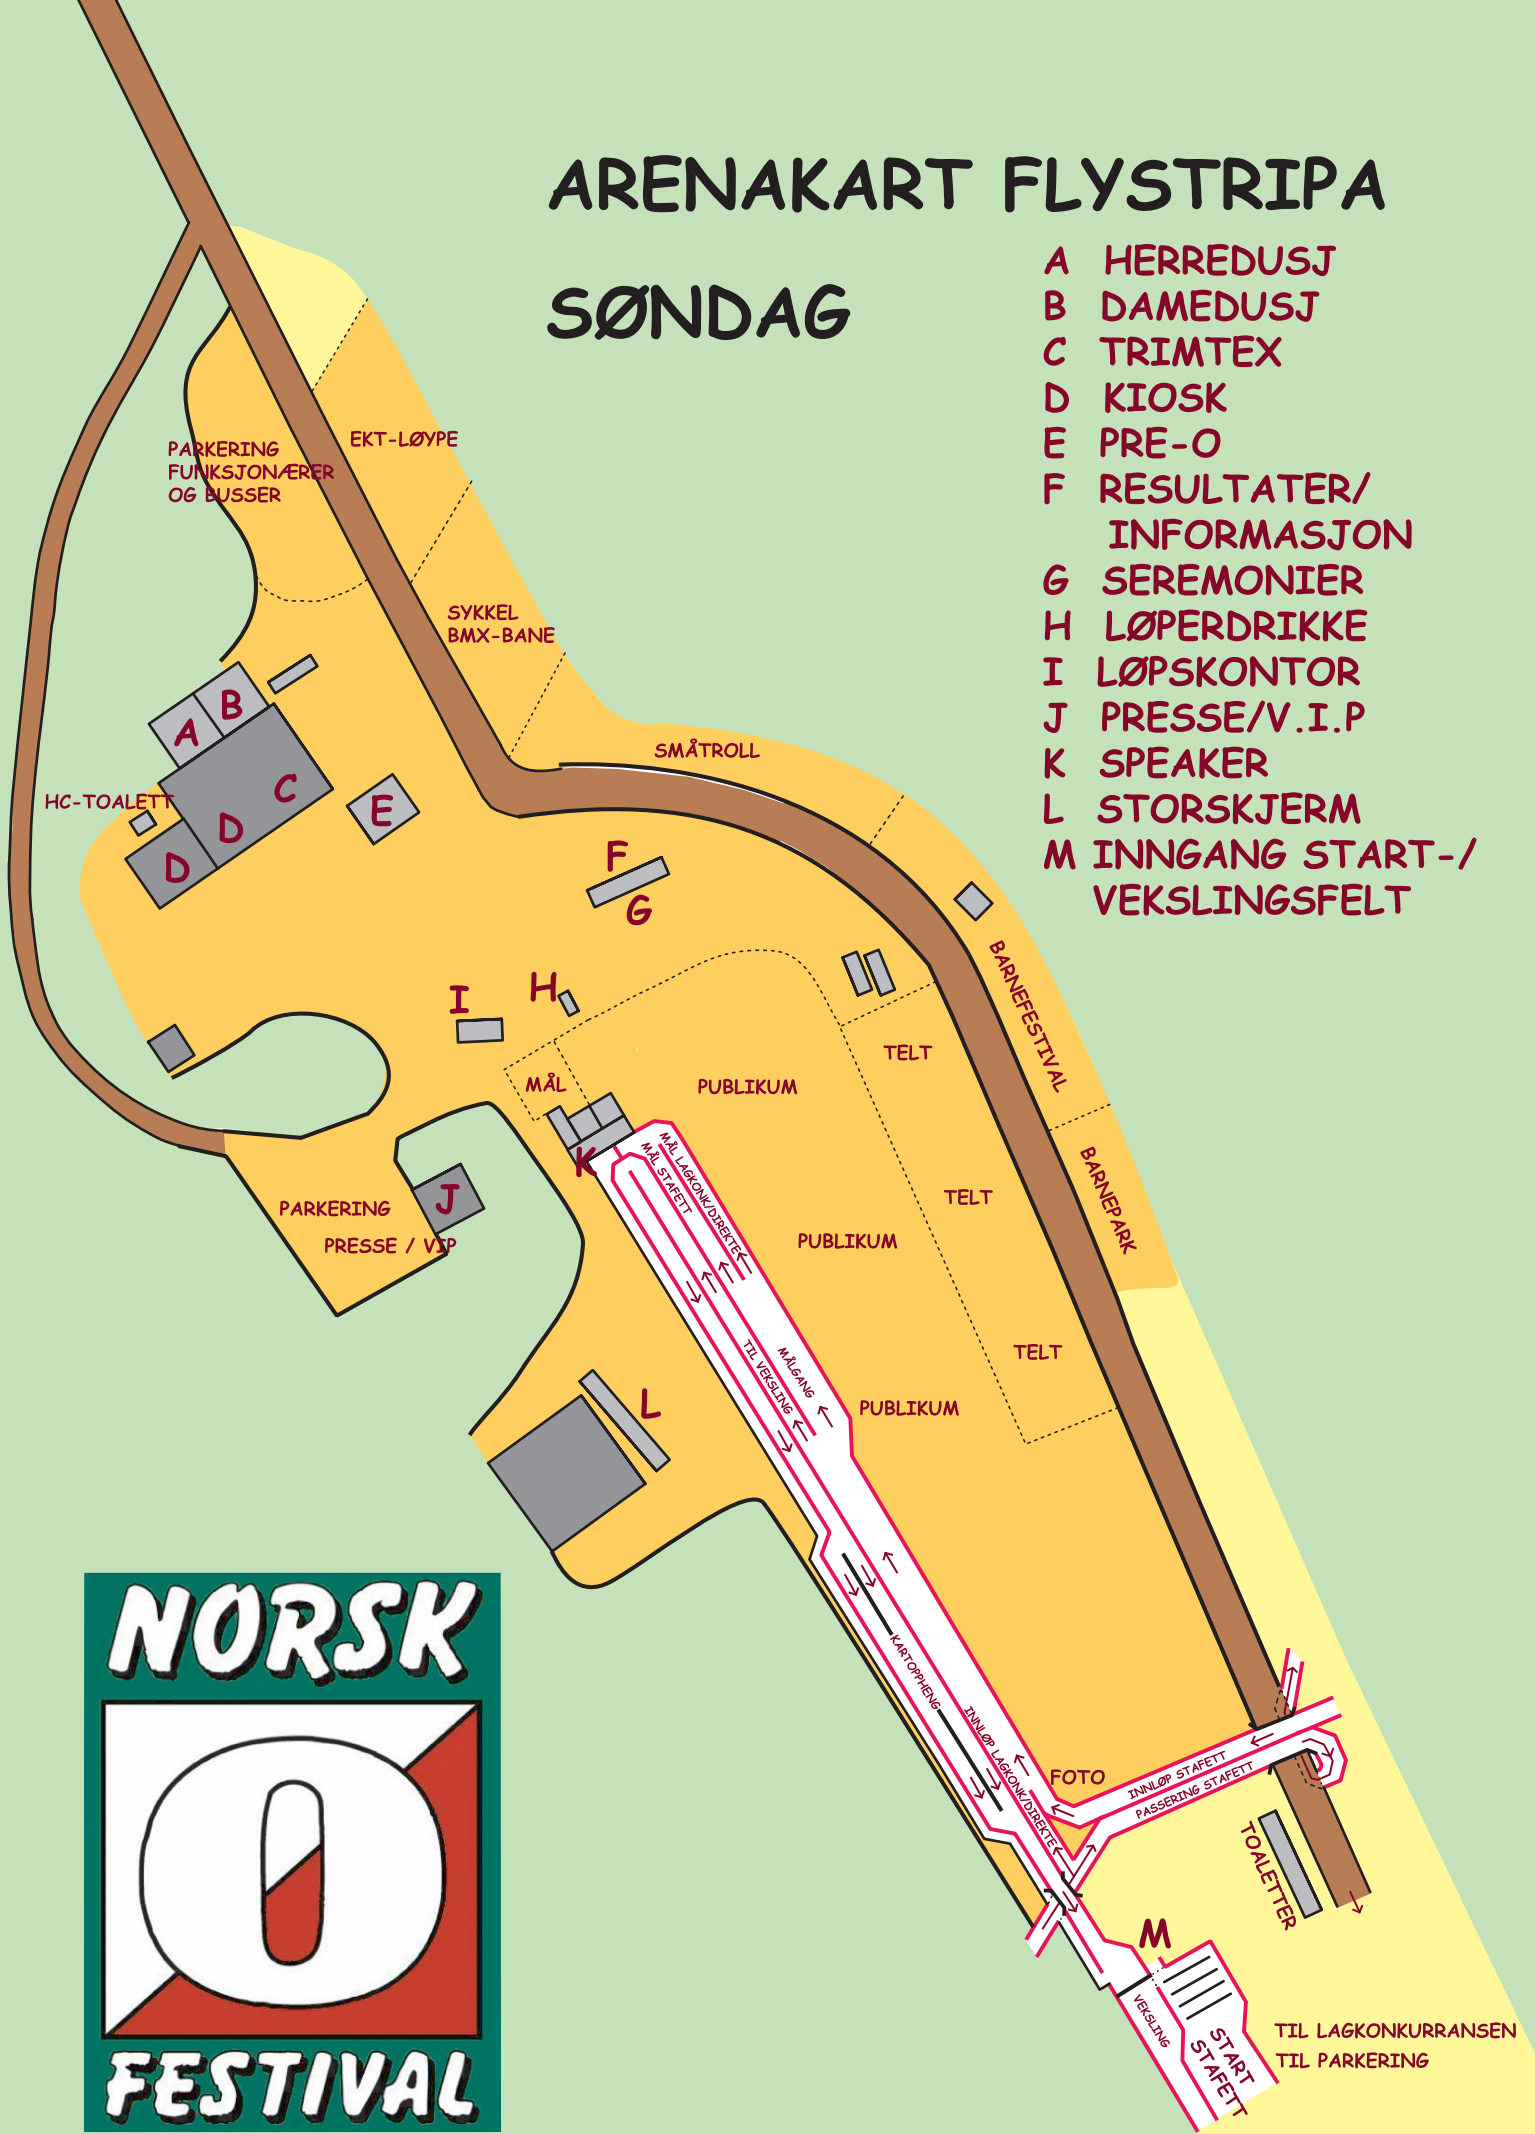 ARENAKART FLYSTRIPA
SØNDAG
A HERREDUSJ
B DAMEDUSJ
C TRIMTEX
D KIOSK
E PRE-O
F RESULTATER/
INFORMASJON
G SEREMONIER
H LØPERDRIKKE
I LØPSKONTOR
J PRESSE/V.I.P
K SPEAKER
L STORSKJERM
M INNGANG START-/
VEKSLINGSFELT
EKT-LØYPE
PARKERING
FUNKSJONÆRER
OG BUSSER
SYKKEL
BMX-BANE
SMÅTROLL
B
A
C
HC-TOALETT
E
D
D
F
G
BARNEFESTIVAL
H
I
TELT
MÅL
PUBLIKUM
K
MÅL LAGKONK/DIREKTE
MÅL STAFETT
BARNEPARK
J
TELT
PARKERING
PRESSE / VIP
PUBLIKUM
TELT
TIL VEKSLING
MÅLGANG
L
PUBLIKUM
KARTOPPHENG
INNLØP LAGKONK/DIREKTE
FOTO
INNLØP STAFETT
PASSERING STAFETT
TOALETTER
M
VEKSLING
START
STAFETT
TIL LAGKONKURRANSEN
TIL PARKERING
NORSK
O
FESTIVAL